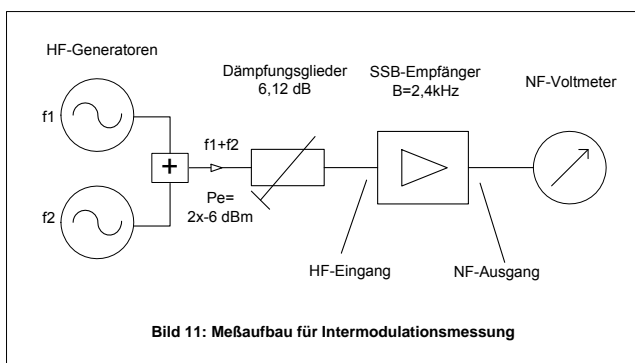 HF-Generatoren
Dämpfungsglieder
6,12 dB
SSB-Empfänger
B=2,4kHz
NF-Voltmeter
f1
f1+f2
+
f2
Pe=
2x-6 dBm
HF-Eingang
NF-Ausgang
Bild 11: Meßaufbau für Intermodulationsmessung